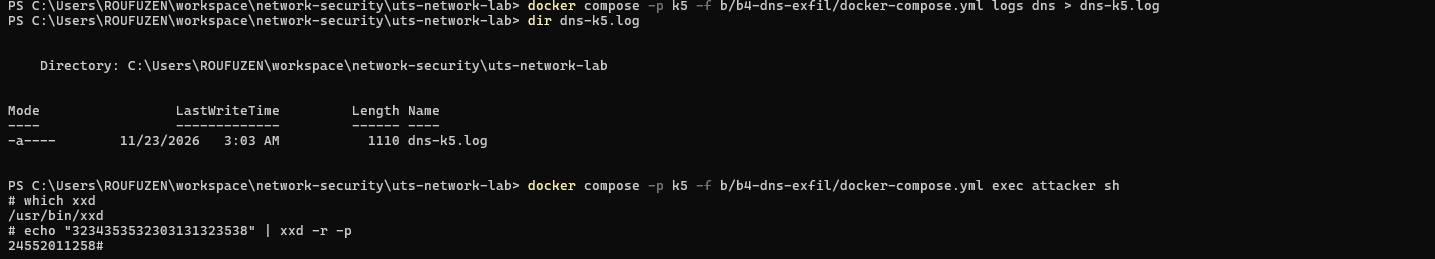 PS C:\Users\ROUFUZEN\workspace\network-security\uts-network-lab> docker compose -p k5 -f b/b4-dns-exfil/docker-compose.yml logs dns > dns-k5.log
PS C:\Users\ROUFUZEN\workspace\network-security\uts-network-lab> dir dns-k5.log
Directory: C:\Users\ROUFUZEN\workspace\network-security\uts-network-lab
Mode LastWriteTime Length Name
---- ------------- ------ ----
-a---- 11/23/2026 3:03 AM 1110 dns-k5.log
PS C:\Users\ROUFUZEN\workspace\network-security\uts-network-lab> docker compose -p k5 -f b/b4-dns-exfil/docker-compose.yml exec attacker sh
# which xxd
/usr/bin/xxd
# echo "3234353532303131323538" | xxd -r -p
24552011258#